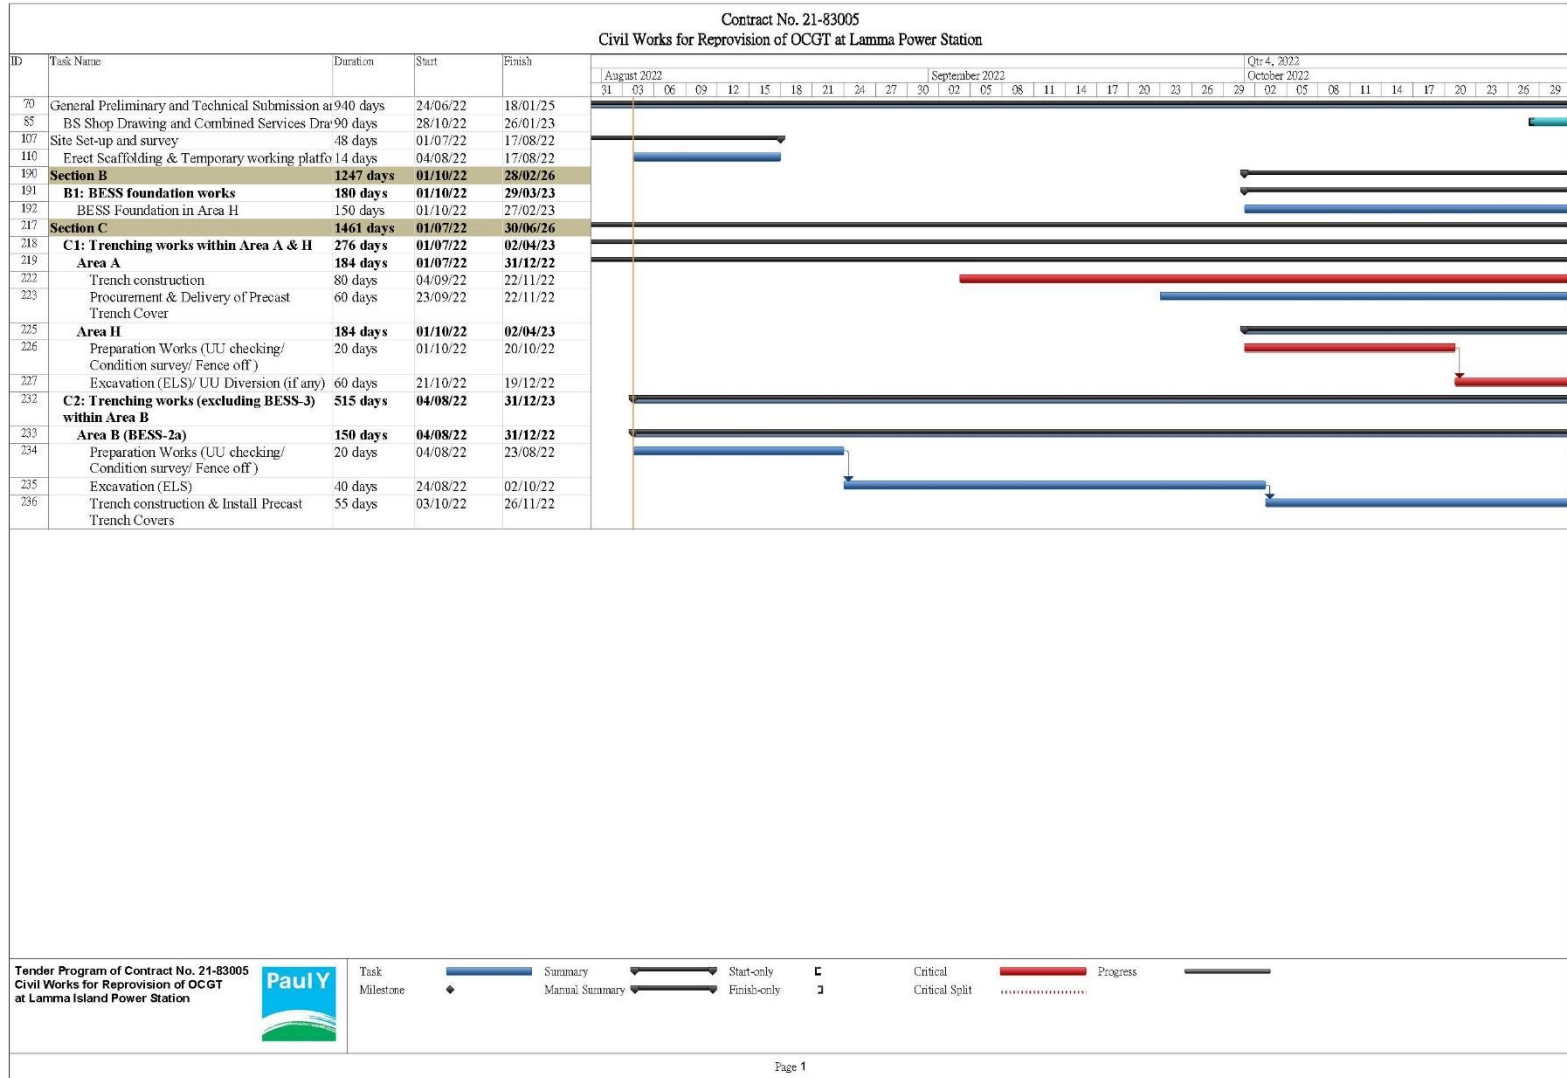 Contract No. 21-83005
Civil Works for Reprovision of OCGT at Lamma Power Station
ID Task Name Duration Start Finish
Qtr 4, 2022
August 2022 September 2022 October 2022
31 03 06 09 12 15 18 21 24 27 30 02 05 08 11 14 17 20 23 26 29 02 05 08 11 14 17 20 23 26 29
70 General Preliminary and Technical Submission a 940 days 24/06/22 18/01/25
85 BS Shop Drawing and Combined Services Dra 90 days 28/10/22 26/01/23
107 Site Set-up and survey 48 days 01/07/22 17/08/22
110 Erect Scaffolding & Temporary working platfo 14 days 04/08/22 17/08/22
190 Section B 1247 days 01/10/22 28/02/26
191 B1: BESS foundation works 180 days 01/10/22 29/03/23
192 BESS Foundation in Area H 150 days 01/10/22 27/02/23
217 Section C 1461 days 01/07/22 30/06/26
218 C1: Trenching works within Area A & H 276 days 01/07/22 02/04/23
219 Area A 184 days 01/07/22 31/12/22
222 Trench construction 80 days 04/09/22 22/11/22
223 Procurement & Delivery of Precast 60 days 23/09/22 22/11/22
Trench Cover
225 Area H 184 days 01/10/22 02/04/23
226 Preparation Works (UU checking/ 20 days 01/10/22 20/10/22
Condition survey/ Fence off )
227 Excavation (ELS)/ UU Diversion (if any) 60 days 21/10/22 19/12/22
232 C2: Trenching works (excluding BESS-3) 515 days 04/08/22 31/12/23
within Area B
233 Area B (BESS-2a) 150 days 04/08/22 31/12/22
234 Preparation Works (UU checking/ 20 days 04/08/22 23/08/22
Condition survey/ Fence off )
235 Excavation (ELS) 40 days 24/08/22 02/10/22
236 Trench construction & Install Precast 55 days 03/10/22 26/11/22
Trench Covers
Tender Program of Contract No. 21-83005
Civil Works for Reprovision of OCGT
at Lamma Island Power Station
Paul Y
Task Summary Start-only Critical Progress
Milestone Manual Summary Finish-only Critical Split
Page 1